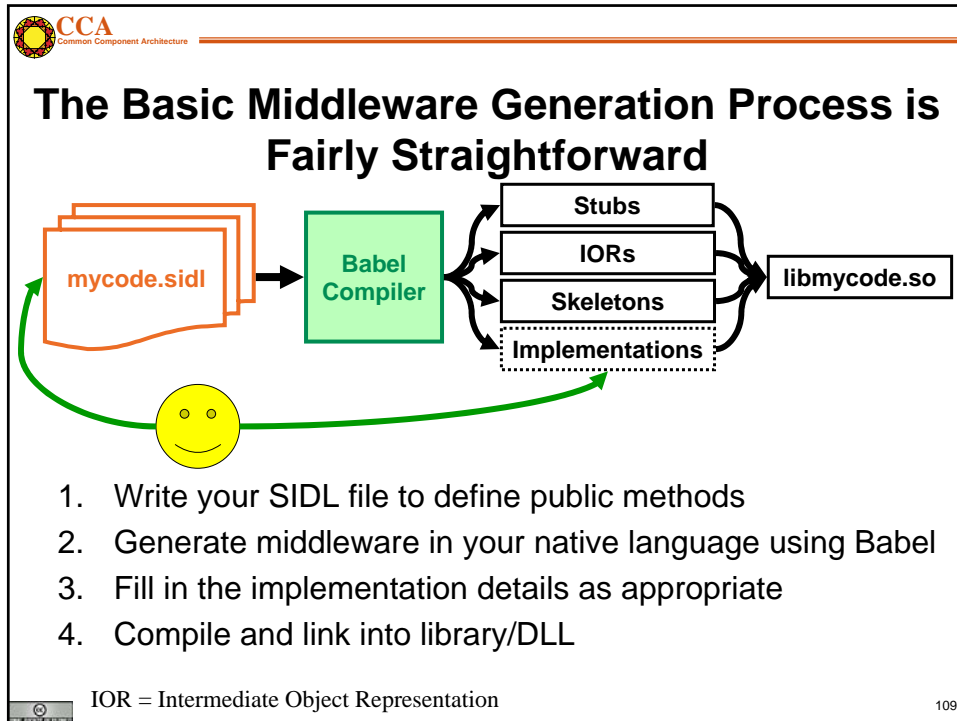 CCA
Common Component Architecture
The Basic Middleware Generation Process is
Fairly Straightforward
mycode.sidl
Babel
Compiler
Stubs
IORs
Skeletons
Implementations
libmycode.so
1. Write your SIDL file to define public methods
2. Generate middleware in your native language using Babel
3. Fill in the implementation details as appropriate
4. Compile and link into library/DLL
IOR = Intermediate Object Representation
109